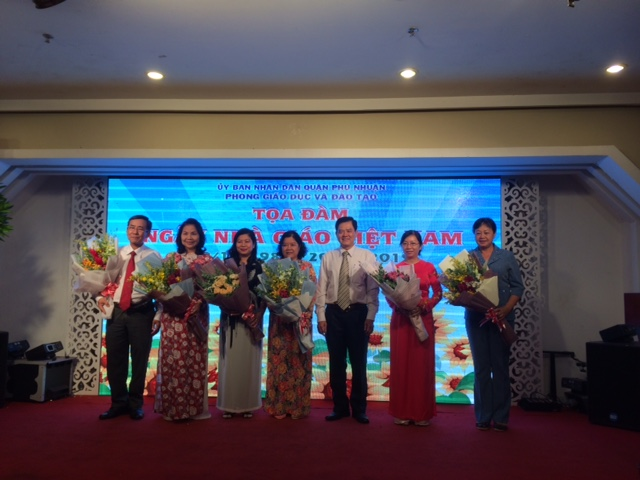 ỦY BAN NHÂN DÂN QUẬN PHÚ NHUẬN
PHÒNG GIÁO DỤC VÀ ĐÀO TẠO
TỌA ĐÀM
NHÀ GIÁO VIỆT NAM